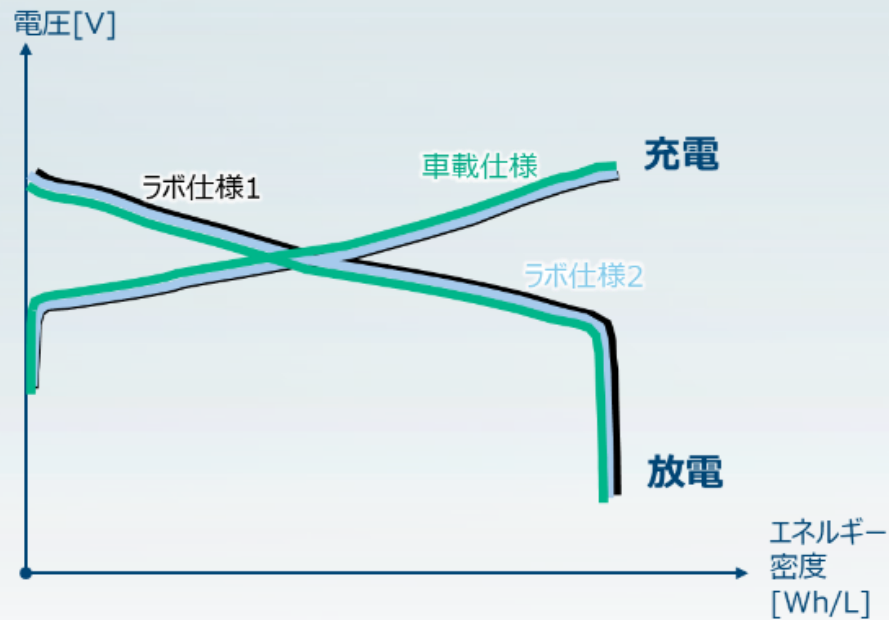 電圧[V]
充電
車載仕様
ラボ仕様1
ラボ仕様2
放電
エネルギー
密度
[Wh/L]